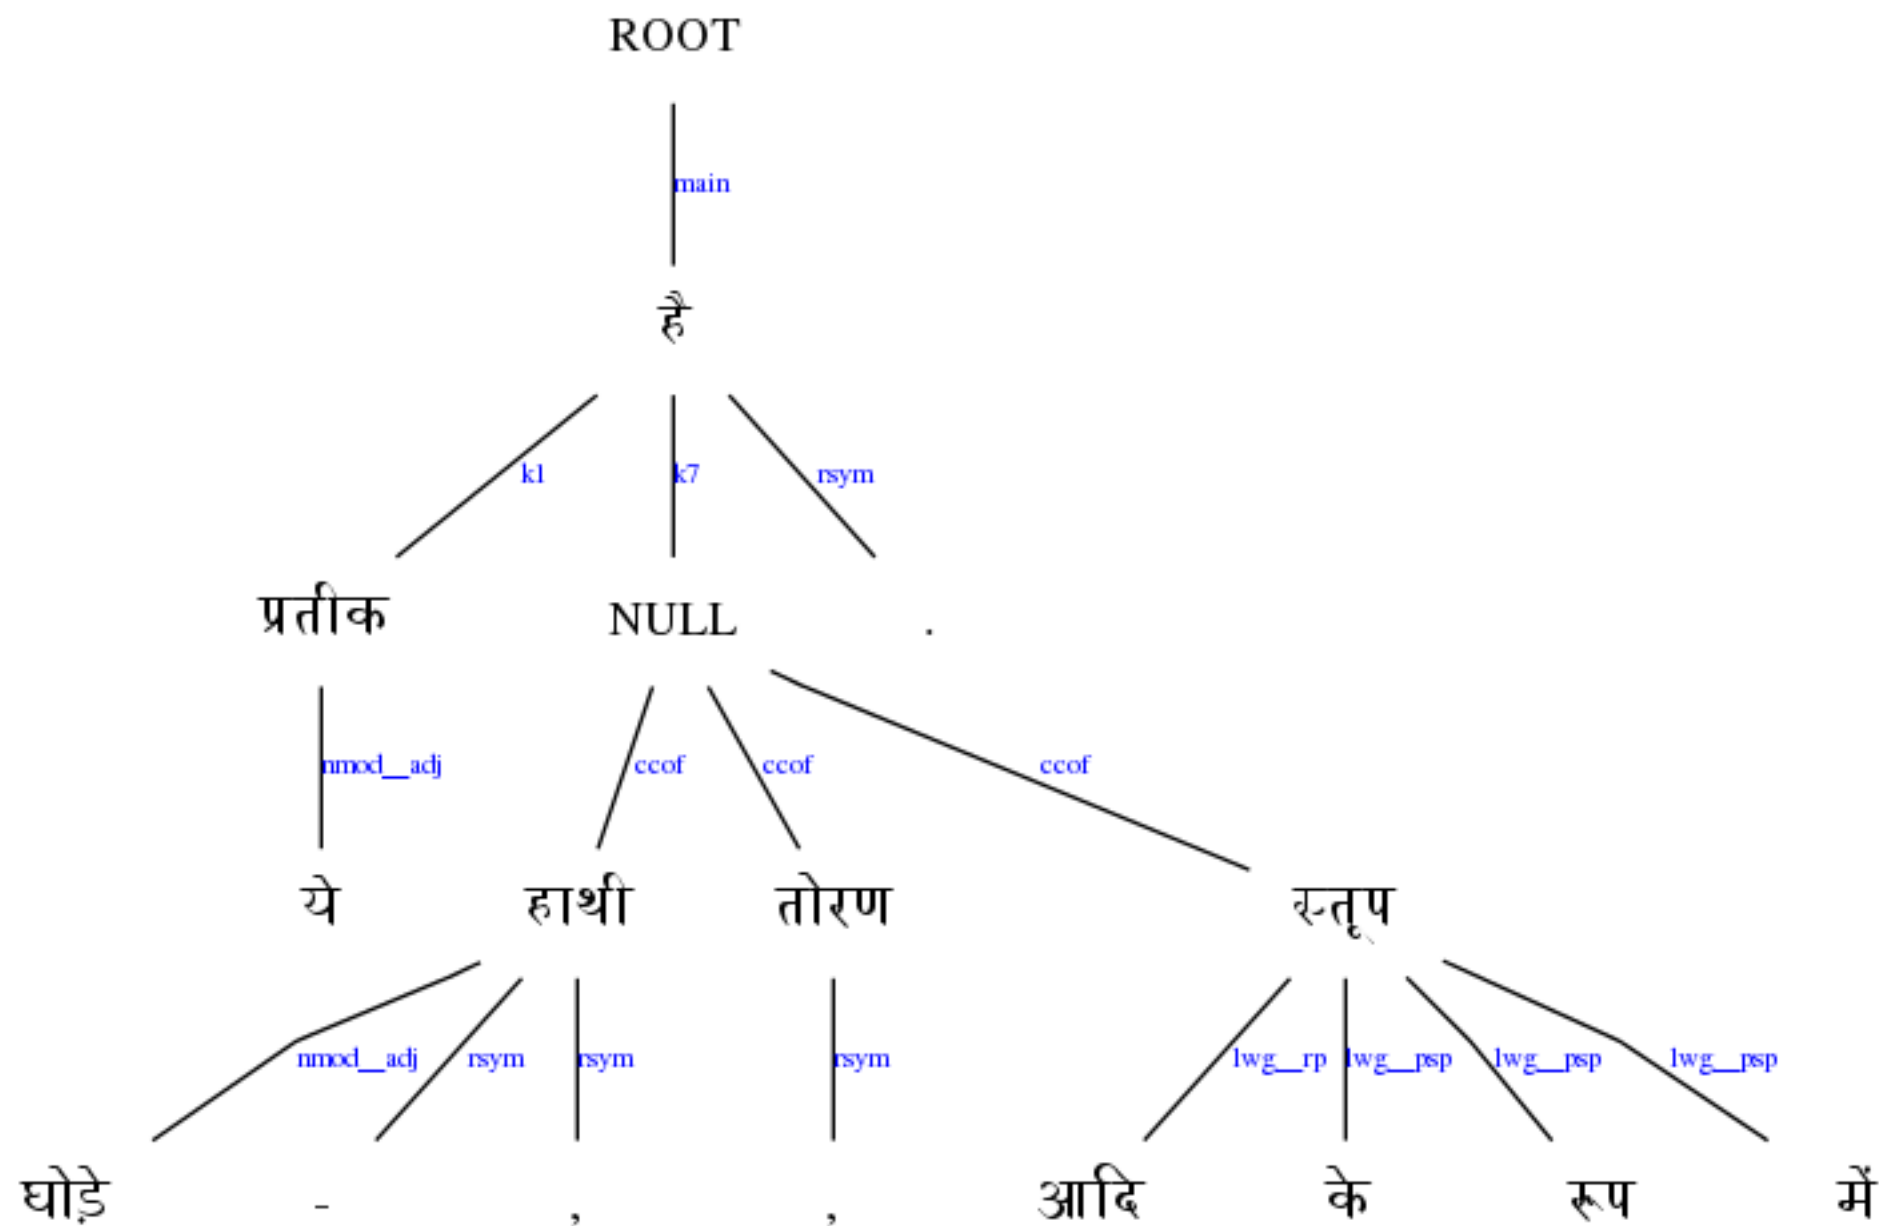 ROOT
main
है
k1 k7 rsym
प्रतीक NULL .
nmod__adj ccof ccof ccof
ये हाथी तोरण स्तूप
nmod__adj rsym rsym rsym lwg__rp lwg__psp lwg__psp lwg__psp
घोड़े - , , आदि के रूप में